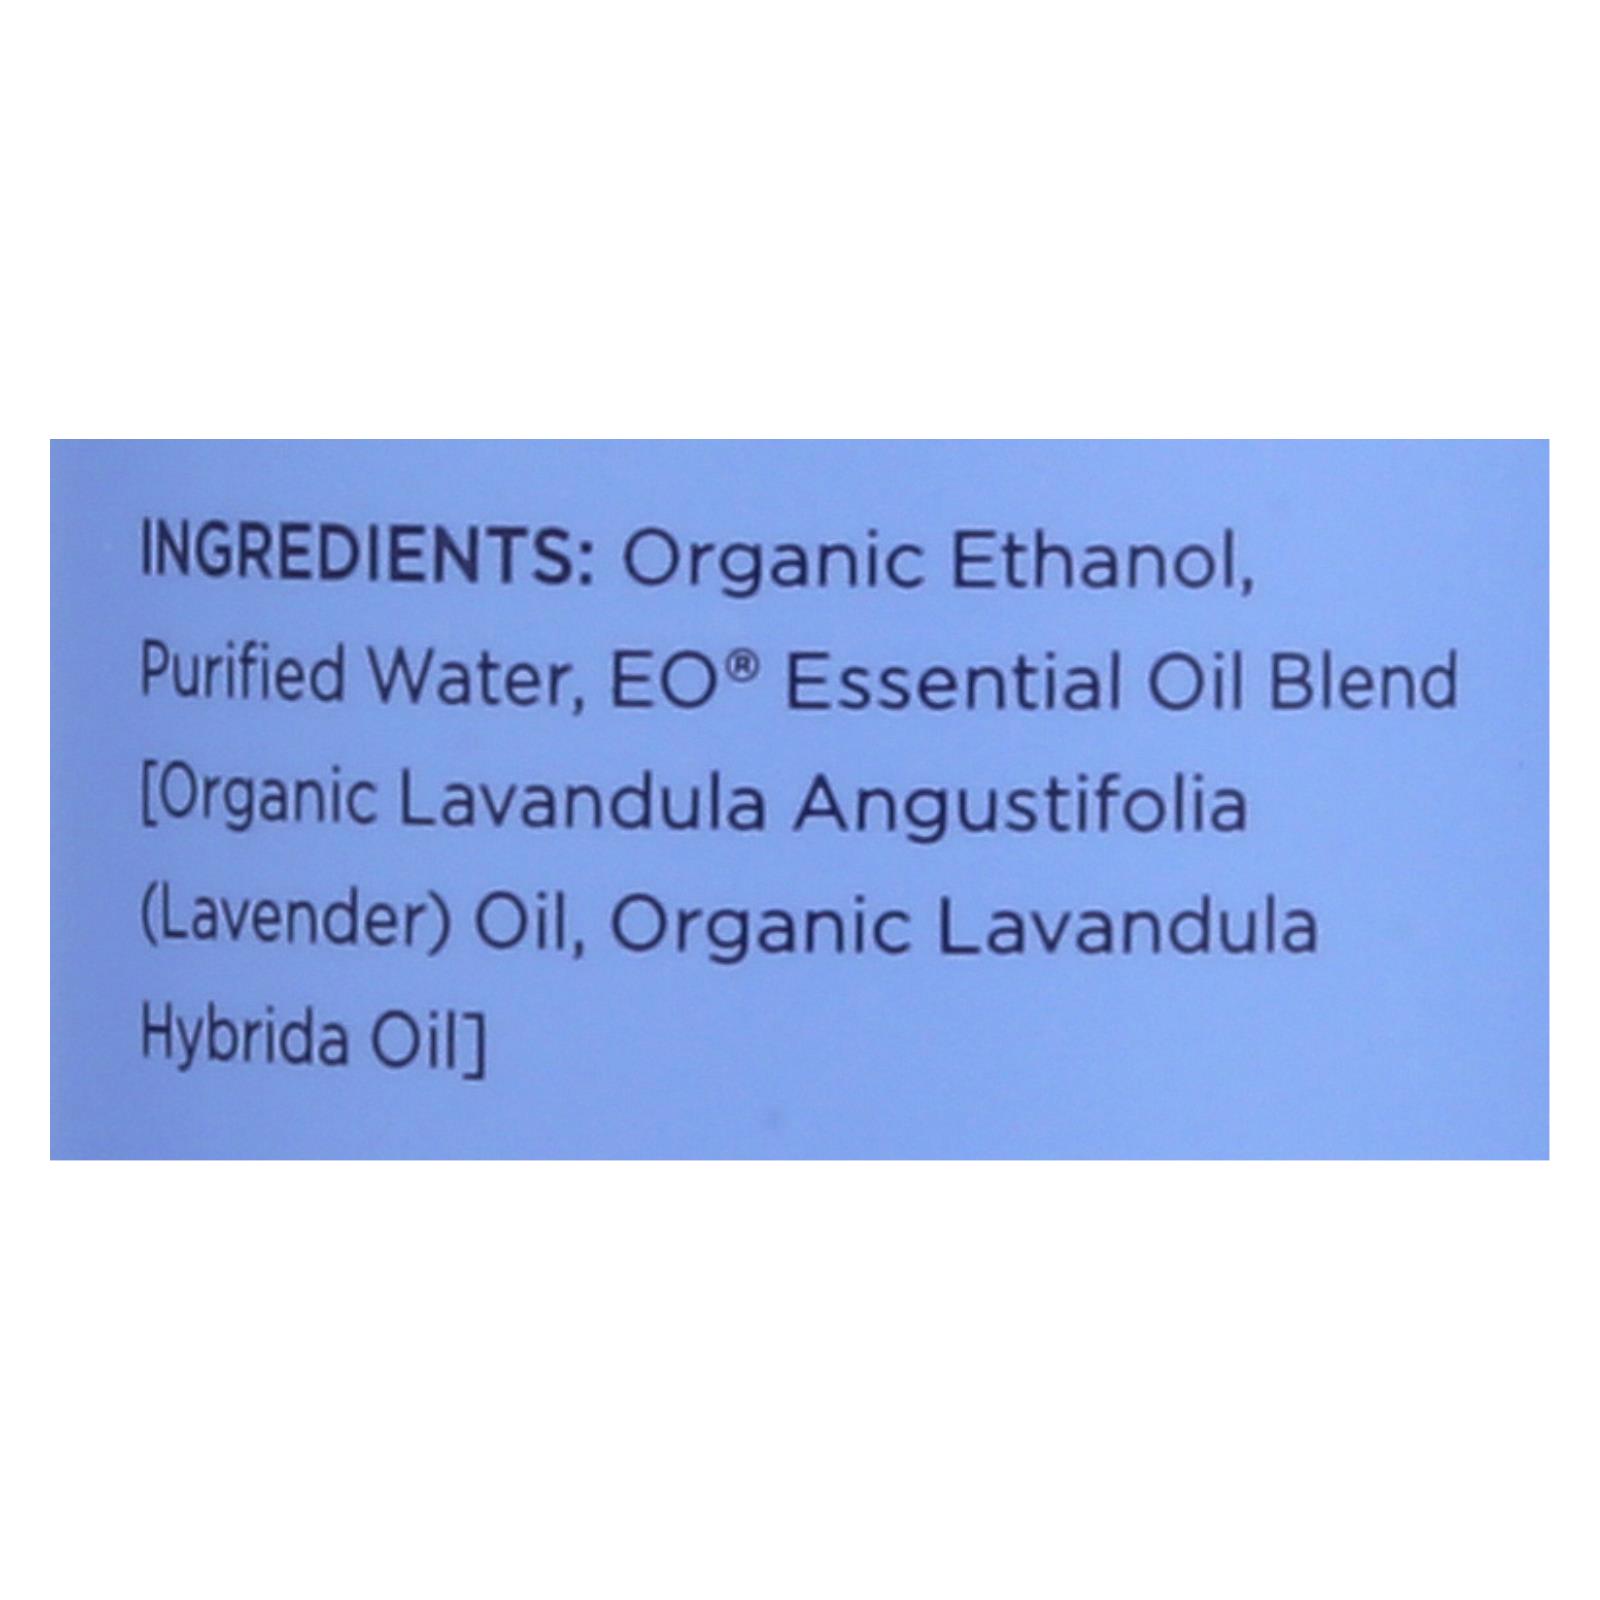 INGREDIENTS: Organic Ethanol,
Purified Water, EO® Essential Oil Blend
[Organic Lavandula Angustifolia
(Lavender) Oil, Organic Lavandula
Hybrida Oil]